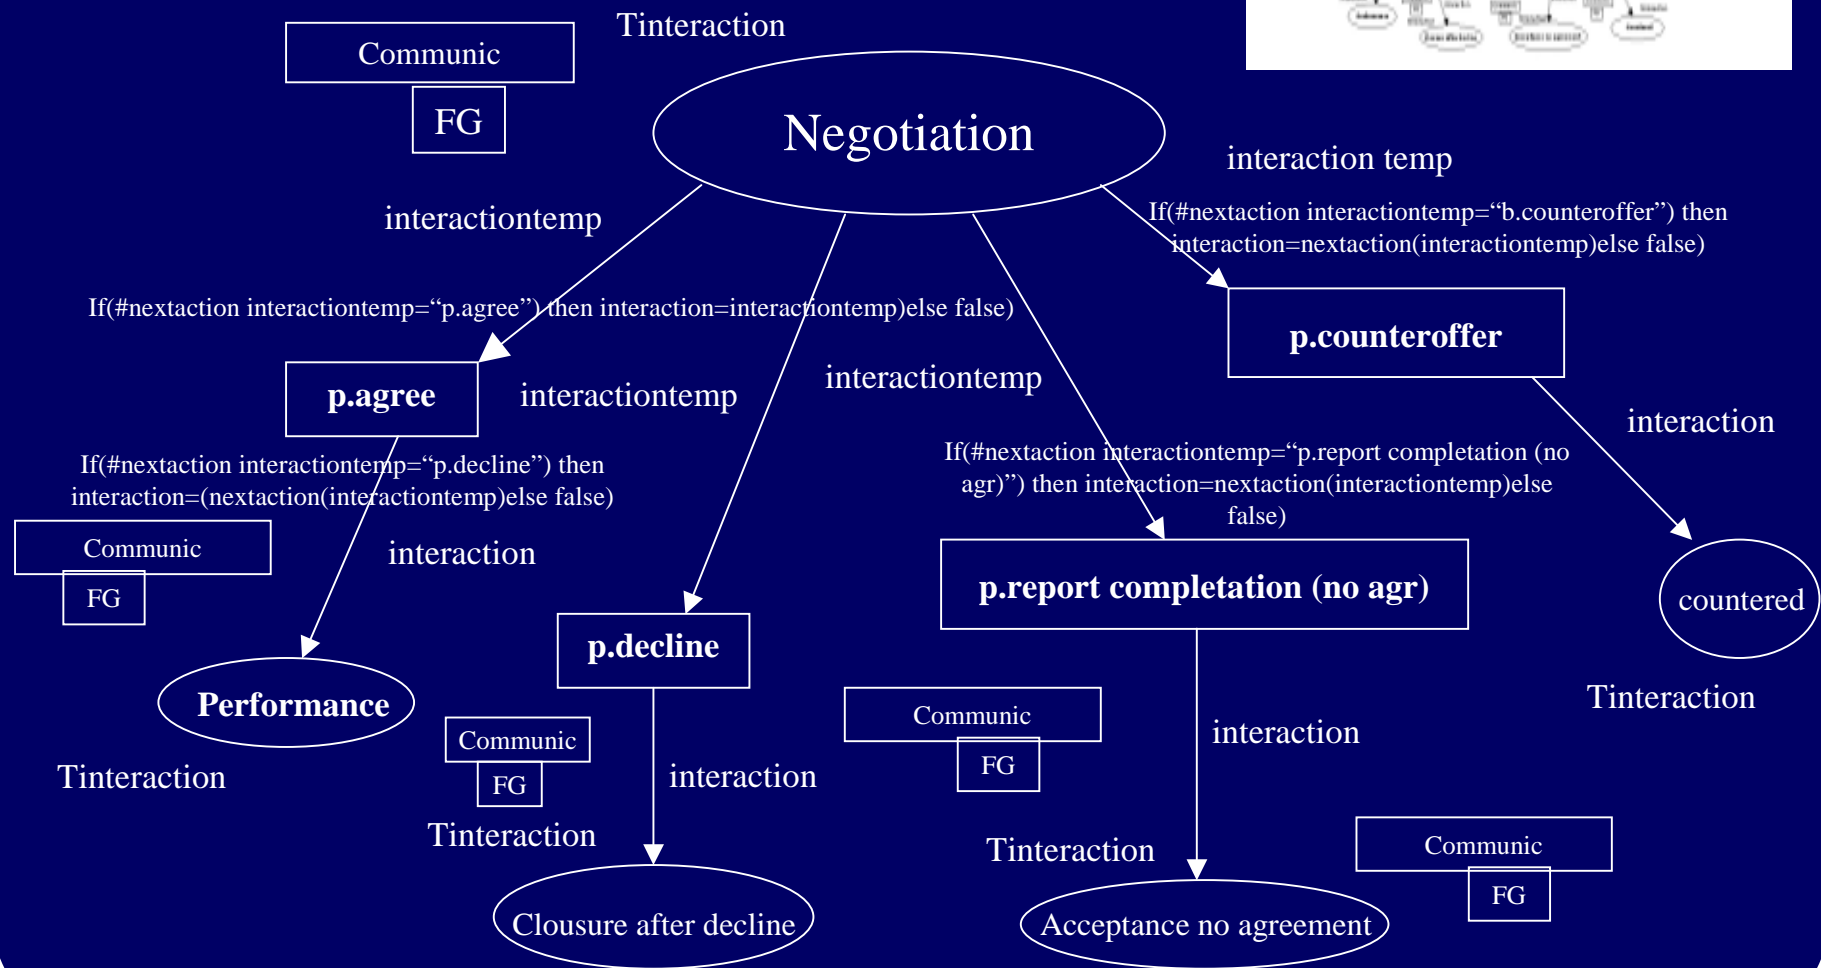 Tinteraction
Communic
FG
Negotiation
interaction temp
interactiontemp
If(#nextaction interactiontemp=“b.counteroffer”) then
interaction=nextaction(interactiontemp)else false)
If(#nextaction interactiontemp=“p.agree”) then interaction=interactiontemp)else false)
p.counteroffer
p.agree
interactiontemp
interactiontemp
interaction
If(#nextaction interactiontemp=“p.decline”) then
interaction=(nextaction(interactiontemp)else false)
If(#nextaction interactiontemp=“p.report completion (no
agr)”) then interaction=nextaction(interactiontemp)else
false)
Communic
FG
interaction
p.report completation (no agr)
countered
p.decline
Performance
Tinteraction
Communic
FG
interaction
Communic
FG
Tinteraction
interaction
Tinteraction
Tinteraction
Communic
FG
Clousure after decline
Acceptance no agreement